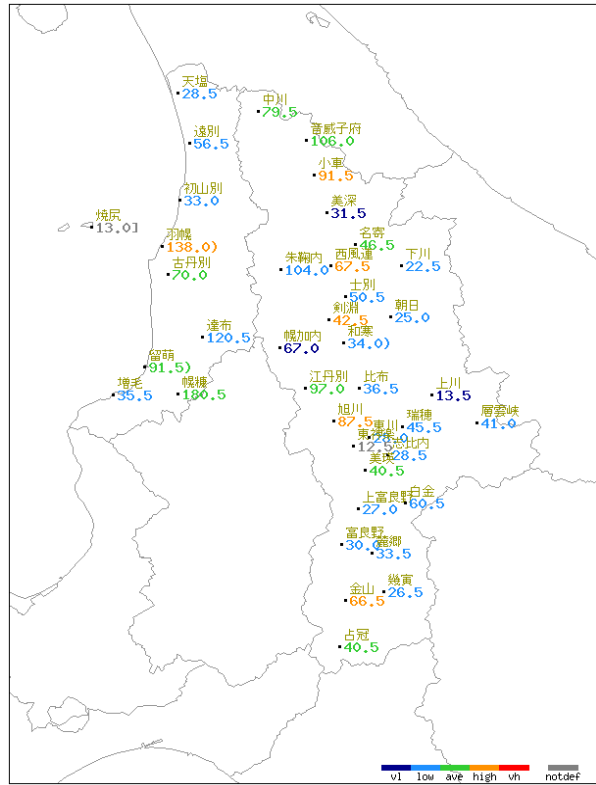 天塩
28.5
中川
79.5
音威子府
106.0
遠別
56.5
小車
91.5
初山別
33.0
美深
31.5
焼尻
13.0]
羽幌
138.0)
名寄
46.5
古丹別
70.0
朱鞠内
104.0
西風連
67.5
下川
22.5
士別
50.5
剣淵
42.5
朝日
25.0
達布
120.5
幌加内
67.0
和寒
34.0)
留萌
91.5)
増毛
35.5
幌糠
180.5
江丹別
97.0
比布
36.5
上川
13.5
旭川
87.5
東川
瑞穂
45.5
層雲峡
41.0
東神楽
12.5
志比内
28.5
美瑛
40.5
上富良野
27.0
白金
60.5
富良野
30.0
麓郷
33.5
幾寅
26.5
金山
66.5
占冠
40.5
vl low ave high vh notdef